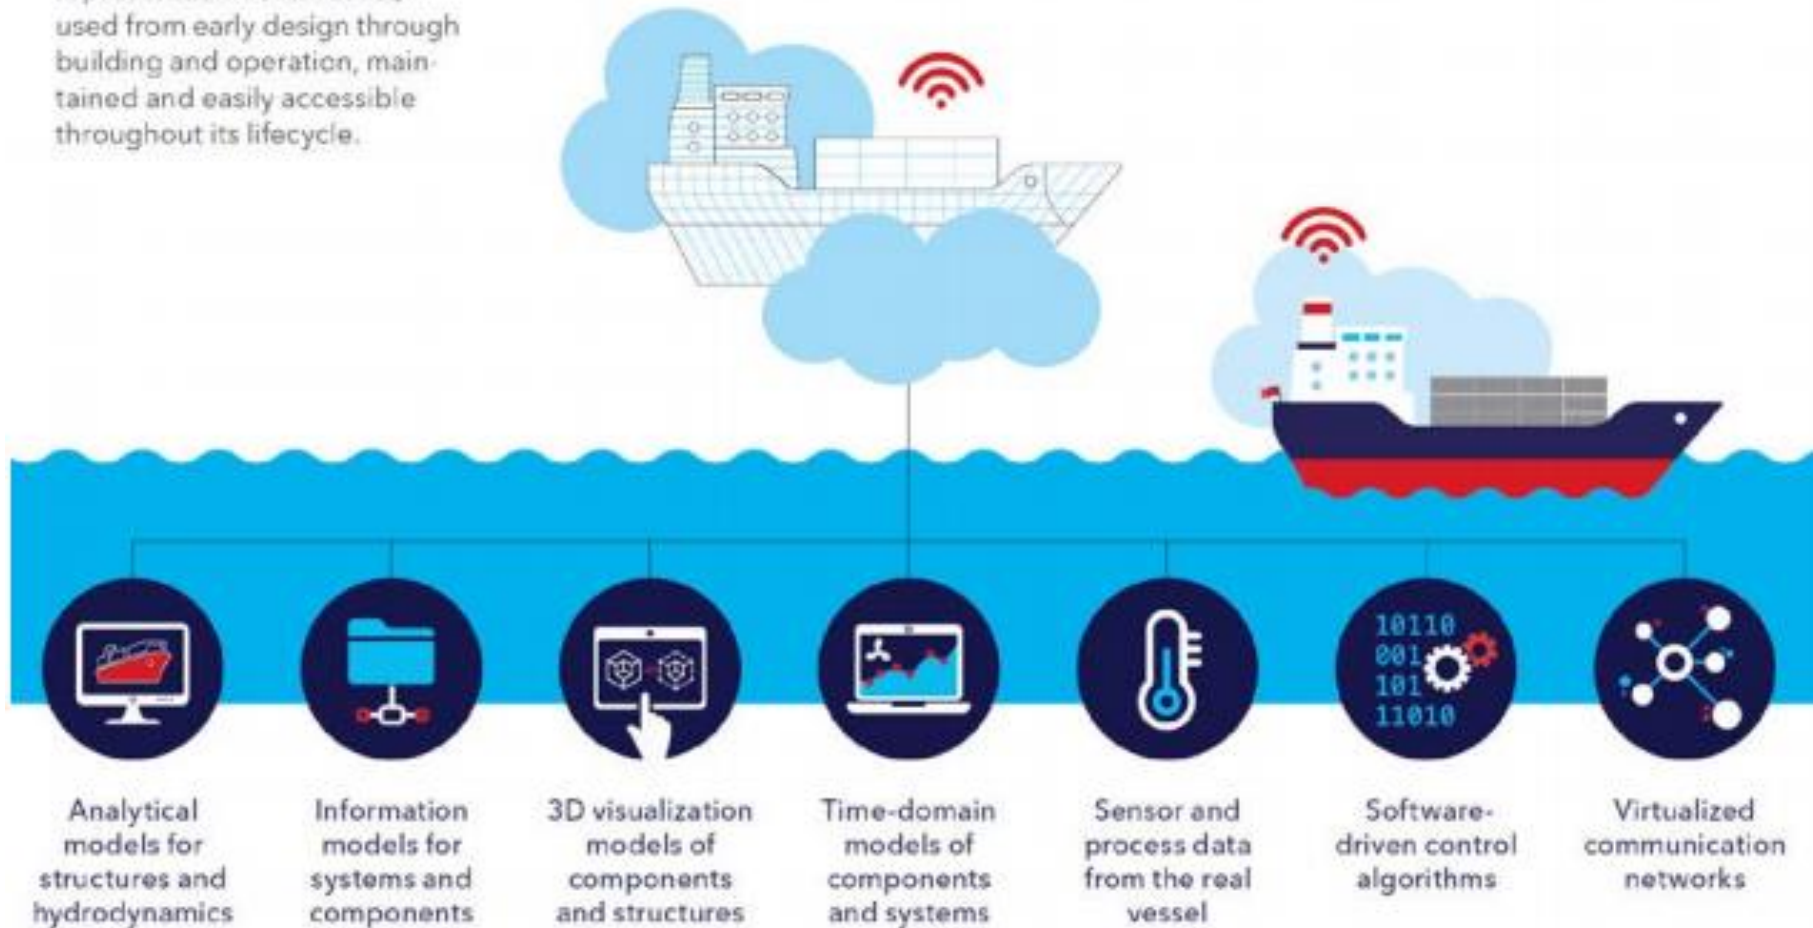 used from early design through
building and operation, main-
tained and easily accessible
throughout its lifecycle.
10110
001
101
11010
Analytical
models for
structures and
hydrodynamics
Information
models for
systems and
components
3D visualization
models of
components
and structures
Time-domain
models of
components
and systems
Sensor and
process data
from the real
vessel
Software-
driven control
algorithms
Virtualized
communication
networks